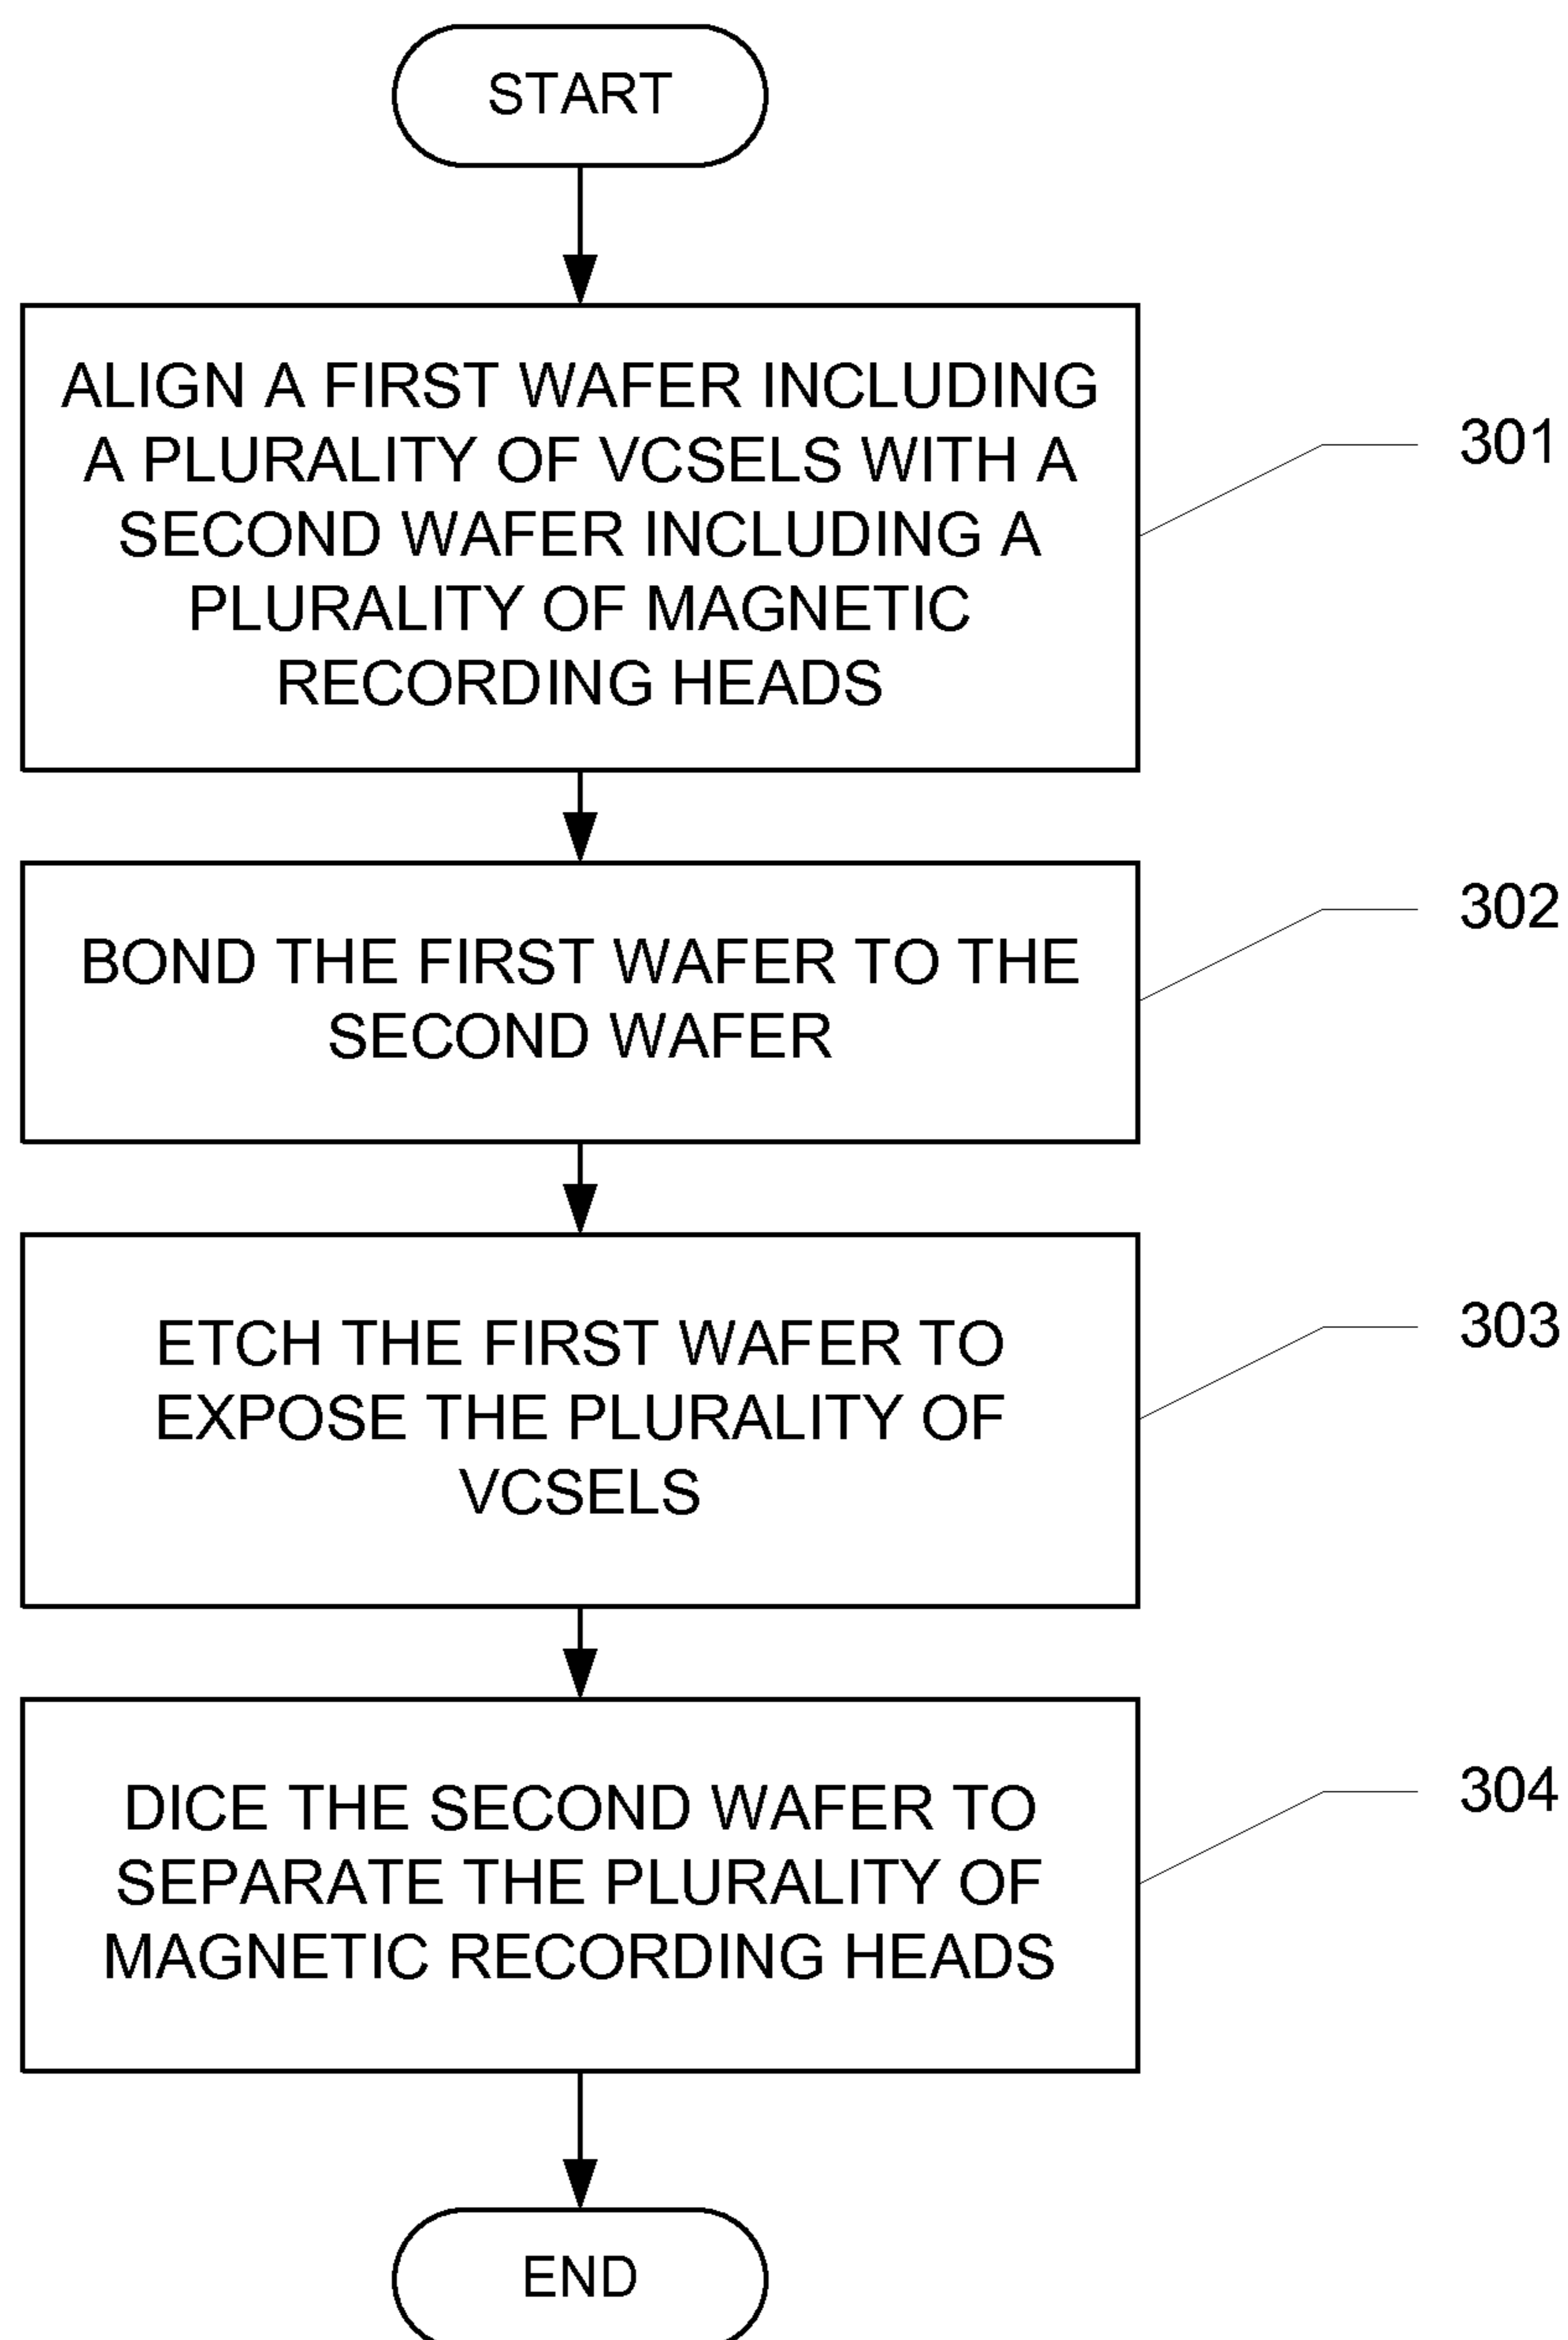 START
ALIGN A FIRST WAFER INCLUDING
A PLURALITY OF VCSELS WITH A
SECOND WAFER INCLUDING A
PLURALITY OF MAGNETIC
RECORDING HEADS
301
BOND THE FIRST WAFER TO THE
SECOND WAFER
302
ETCH THE FIRST WAFER TO
EXPOSE THE PLURALITY OF
VCSELS
303
DICE THE SECOND WAFER TO
SEPARATE THE PLURALITY OF
MAGNETIC RECORDING HEADS
304
END